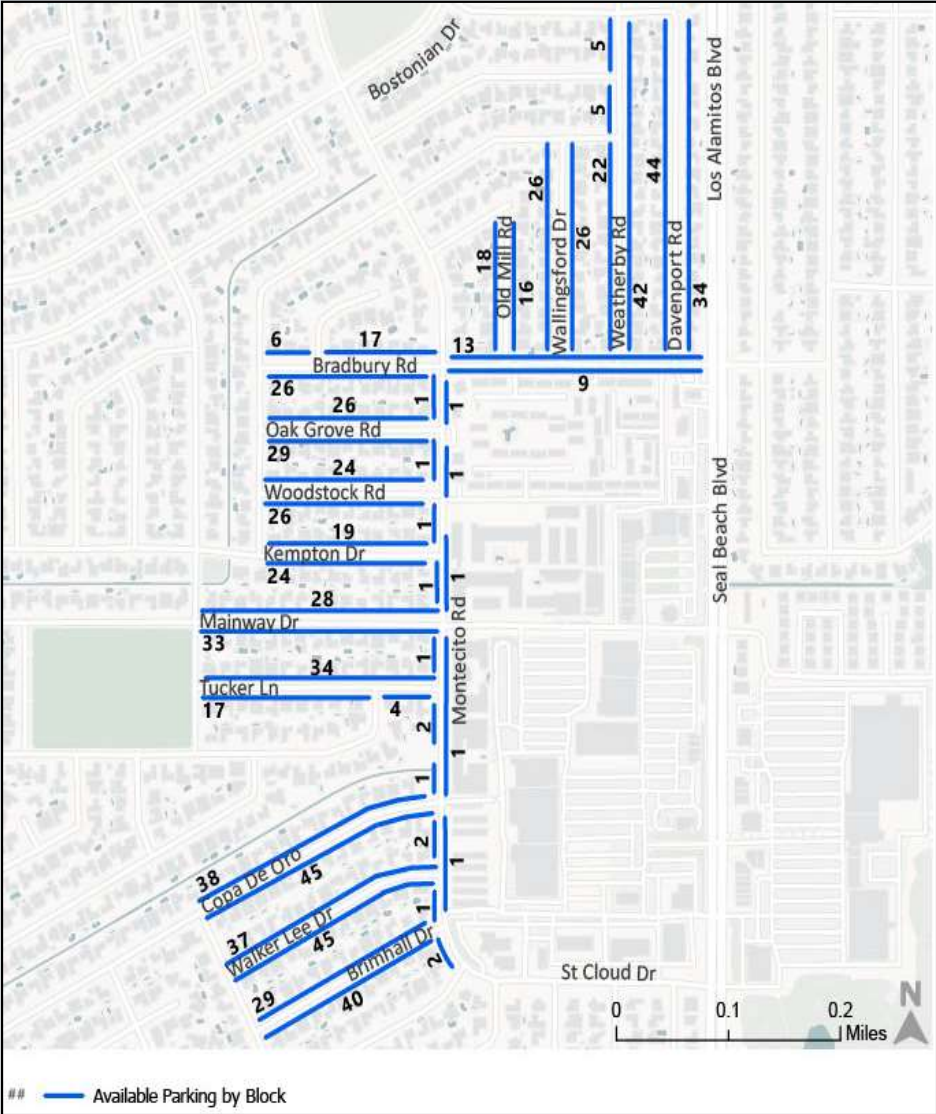 Bostonian Dr
5
Los Alamitos Blvd
5
26
22
44
Old Mill Rd
18
16
Wallingsford Dr
26
Weatherby Rd
42
Davenport Rd
34
6
17
13
Bradbury Rd
26
26
1
1
9
Oak Grove Rd
29
24
1
1
Woodstock Rd
26
19
1
Kempton Dr
24
1
1
28
Mainway Dr
33
34
1
Montecito Rd
Seal Beach Blvd
Tucker Ln
17
4
2
1
1
38
Copa De Oro
45
2
1
37
Walker Lee Dr
45
1
29
Brimhall Dr
40
2
St Cloud Dr
N
0
0.1
0.2
Miles
## Available Parking by Block